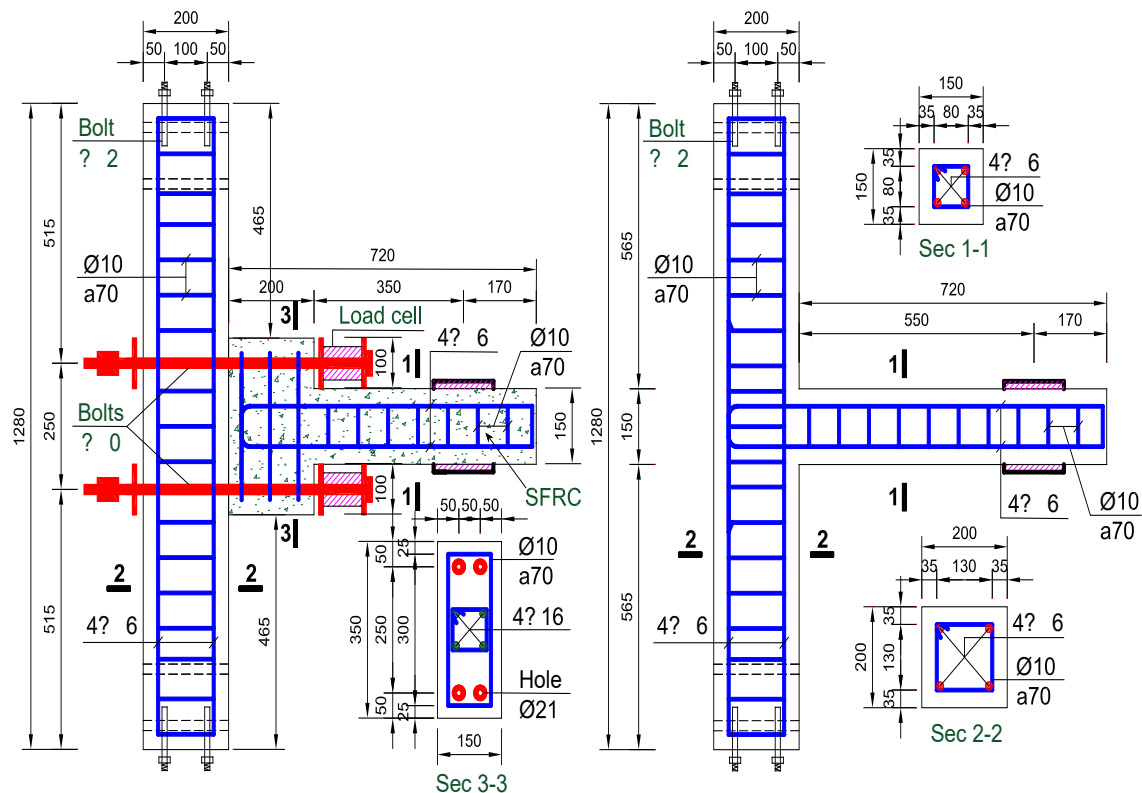 200
50 100 50
Bolt
? 2
1280
515
250
515
465
465
720
200 350 170
Ø10
a70
3
Load cell
4? 6
Ø10
a70
100
1
Bolts
? 0
150
SFRC
100
1
3
2
2
4? 6
50 50 50
50
25
350
250
300
50
25
Ø10
a70
4? 16
Hole
Ø21
150
Sec 3-3
200
50 100 50
Bolt
? 2
1280
565
150
565
Ø10
a70
720
550 170
1
1
4? 6
Ø10
a70
2
2
4? 6
150
35 80 35
150
35
80
35
4? 6
Ø10
a70
Sec 1-1
200
35 130 35
200
35
130
35
4? 6
Ø10
a70
Sec 2-2